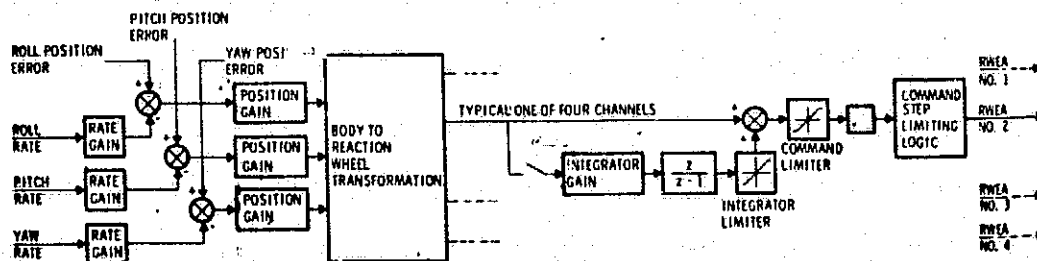 PITCH POSITION
ERROR
ROLL POSITION
ERROR
YAW POSIT
ERROR
ROLL
RATE
RATE
GAIN
PITCH
RATE
RATE
GAIN
YAW
RATE
RATE
GAIN
POSITION
GAIN
POSITION
GAIN
POSITION
GAIN
BODY TO
REACTION
WHEEL
TRANSFORMATION
TYPICAL ONE OF FOUR CHANNELS
INTEGRATOR
GAIN
z
z - 1
INTEGRATOR
LIMITER
COMMAND
LIMITER
COMMAND
STEP
LIMITING
LOGIC
RWEA
NO. 1
RWEA
NO. 2
RWEA
NO. 3
RWEA
NO. 4